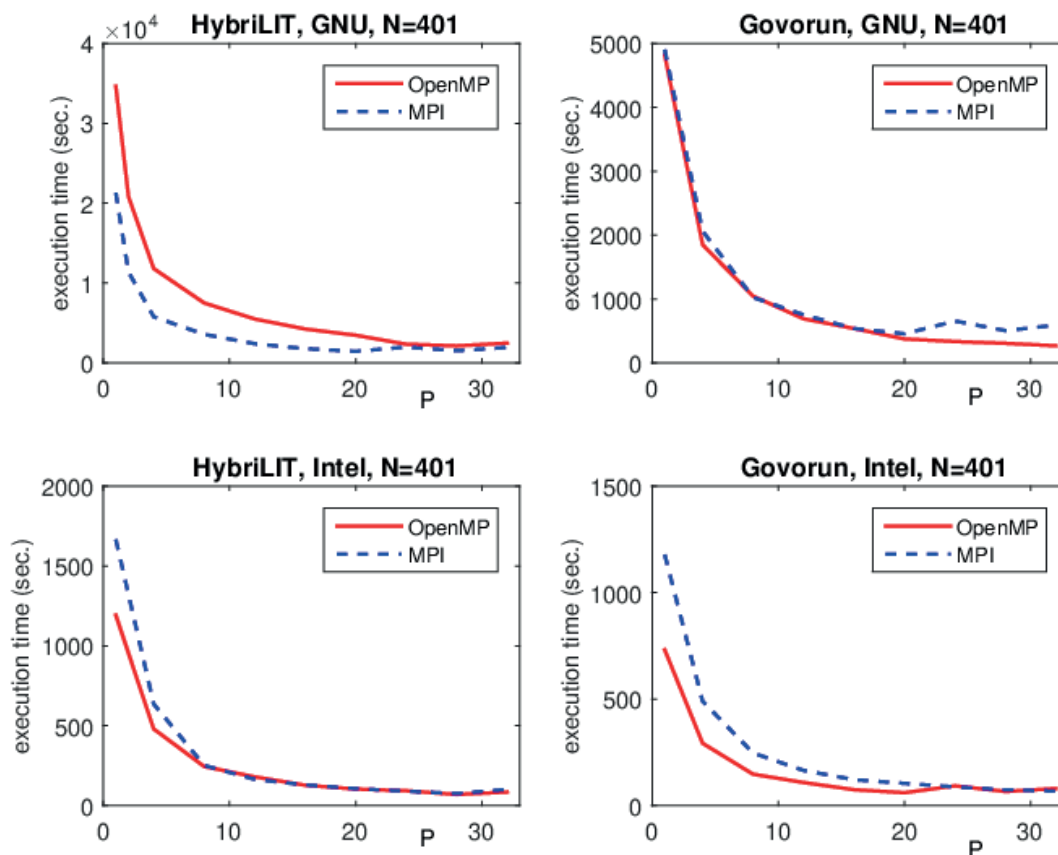 HybriLIT, GNU, N=401
×10^4
4
3
2
1
0
execution time (sec.)
OpenMP
MPI
0
10
20
30
P
Govorun, GNU, N=401
5000
4000
3000
2000
1000
0
execution time (sec.)
OpenMP
MPI
0
10
20
30
P
HybriLIT, Intel, N=401
2000
1500
1000
500
0
execution time (sec.)
OpenMP
MPI
0
10
20
30
P
Govorun, Intel, N=401
1500
1000
500
0
execution time (sec.)
OpenMP
MPI
0
10
20
30
P